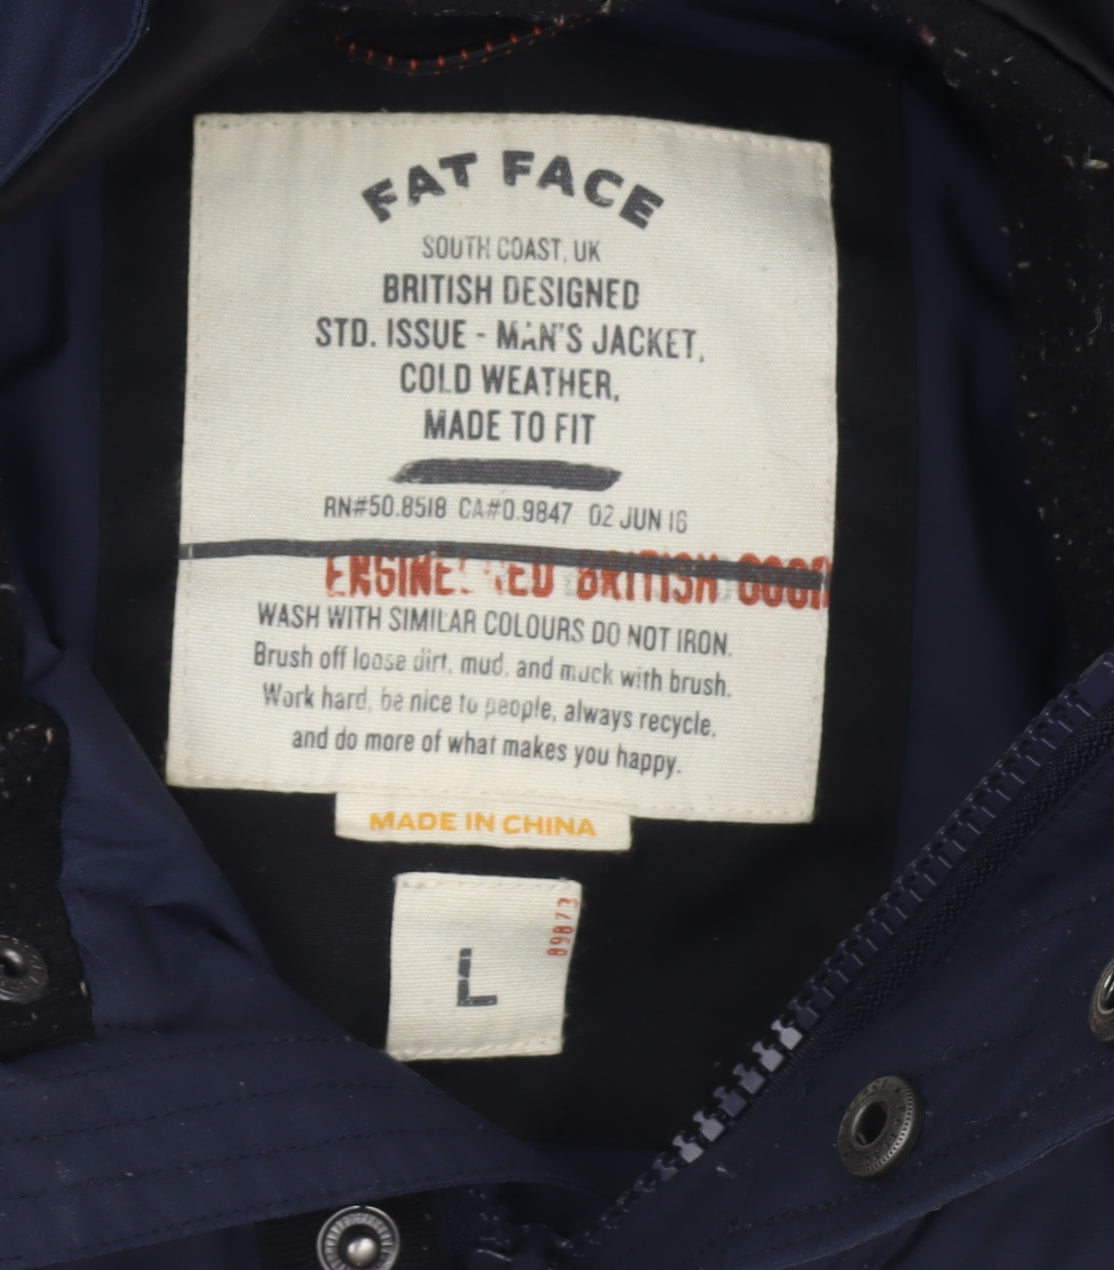 FAT FACE
SOUTH COAST, UK
BRITISH DESIGNED
STD. ISSUE - MAN'S JACKET,
COLD WEATHER,
MADE TO FIT
RN#50.8518 CA#0.9847 02 JUN 16
ENGINEERED BRITISH GOOD
WASH WITH SIMILAR COLOURS DO NOT IRON.
Brush off loose dirt, mud, and muck with brush.
Work hard, be nice to people, always recycle,
and do more of what makes you happy.
MADE IN CHINA
L
89873